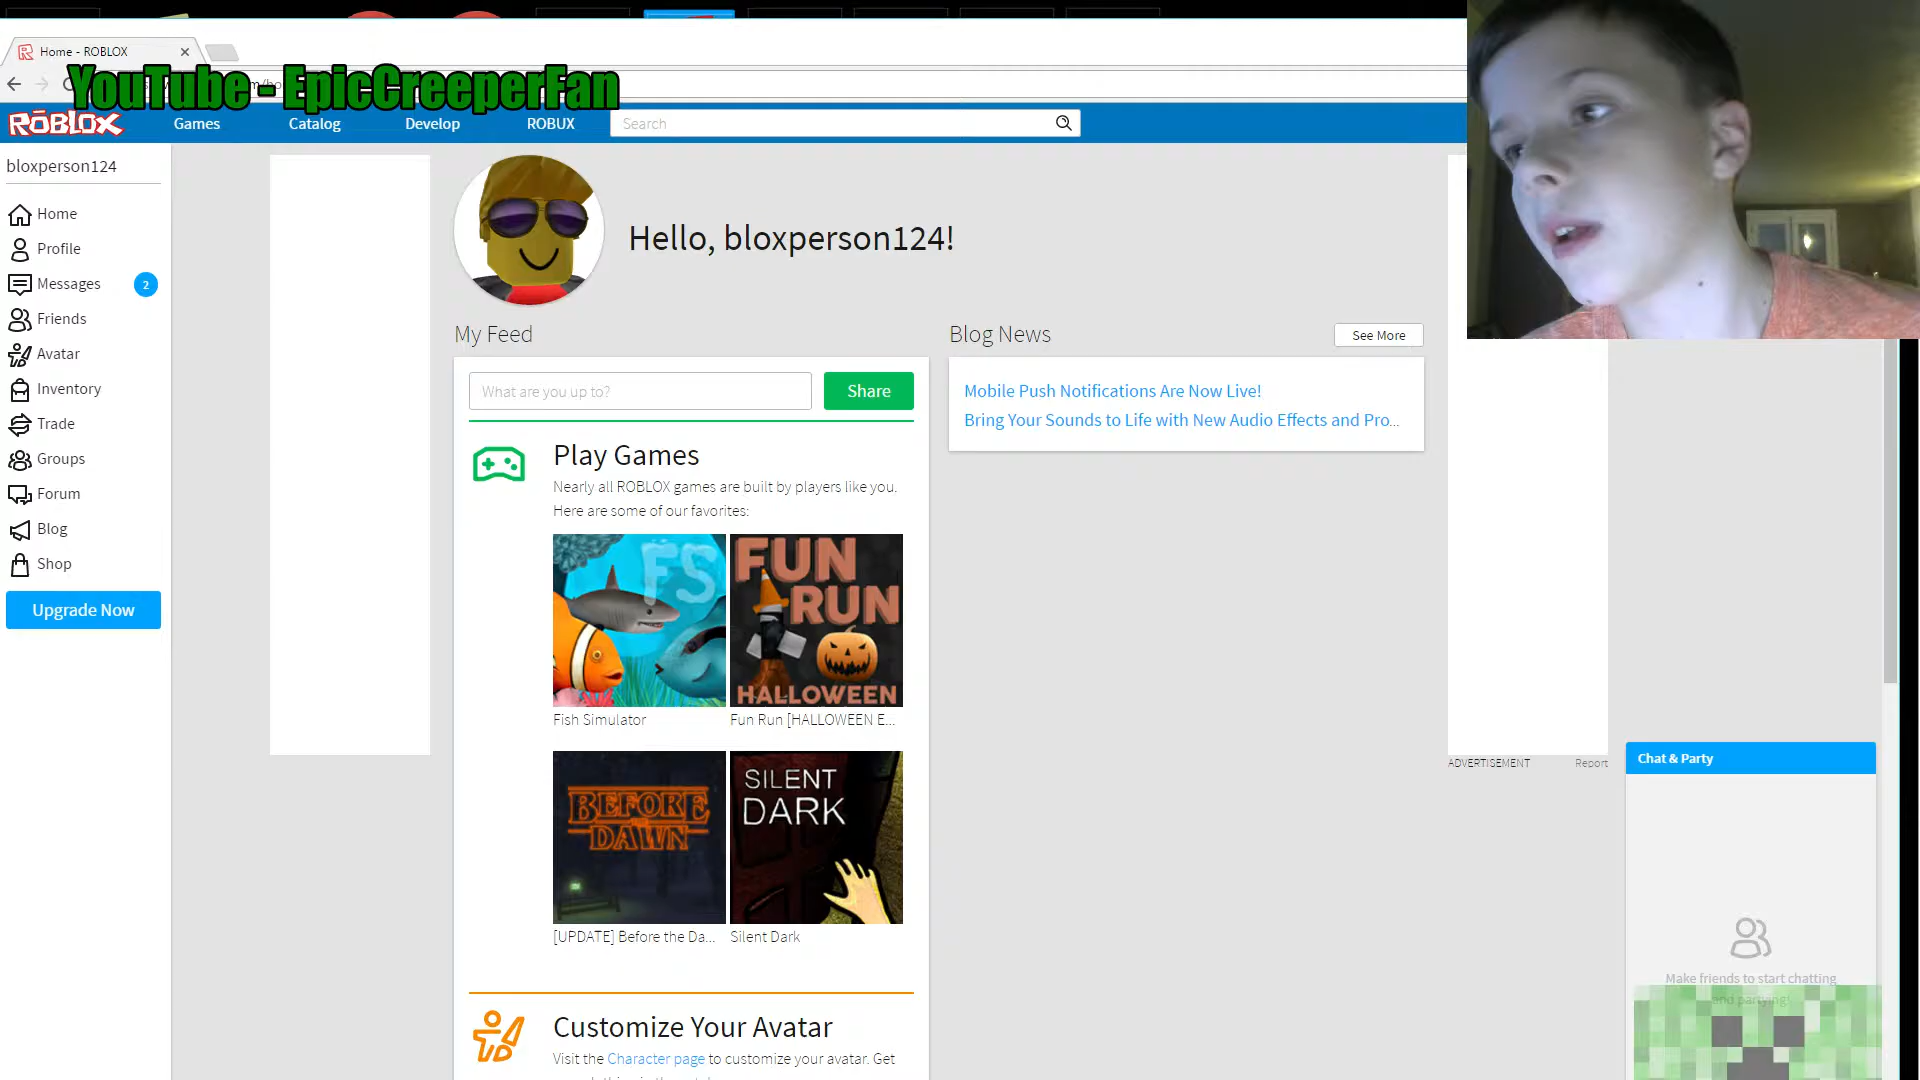 Home - ROBLOX
YouTube - EpicCreeperFan
ROBLOX
Games
Catalog
Develop
ROBUX
Search
bloxperson124
Home
Profile
Messages
2
Friends
Avatar
Inventory
Trade
Groups
Forum
Blog
Shop
Upgrade Now
Hello, bloxperson124!
My Feed
What are you up to?
Share
Play Games
Nearly all ROBLOX games are built by players like you.
Here are some of our favorites:
FS
Fish Simulator
FUN
RUN
HALLOWEEN
Fun Run [HALLOWEEN E...
BEFORE
THE
DAWN
[UPDATE] Before the Da...
SILENT
DARK
Silent Dark
Customize Your Avatar
Visit the Character page to customize your avatar. Get
Blog News
See More
Mobile Push Notifications Are Now Live!
Bring Your Sounds to Life with New Audio Effects and Pro...
ADVERTISEMENT
Report
Chat & Party
Make friends to start chatting
and partying!